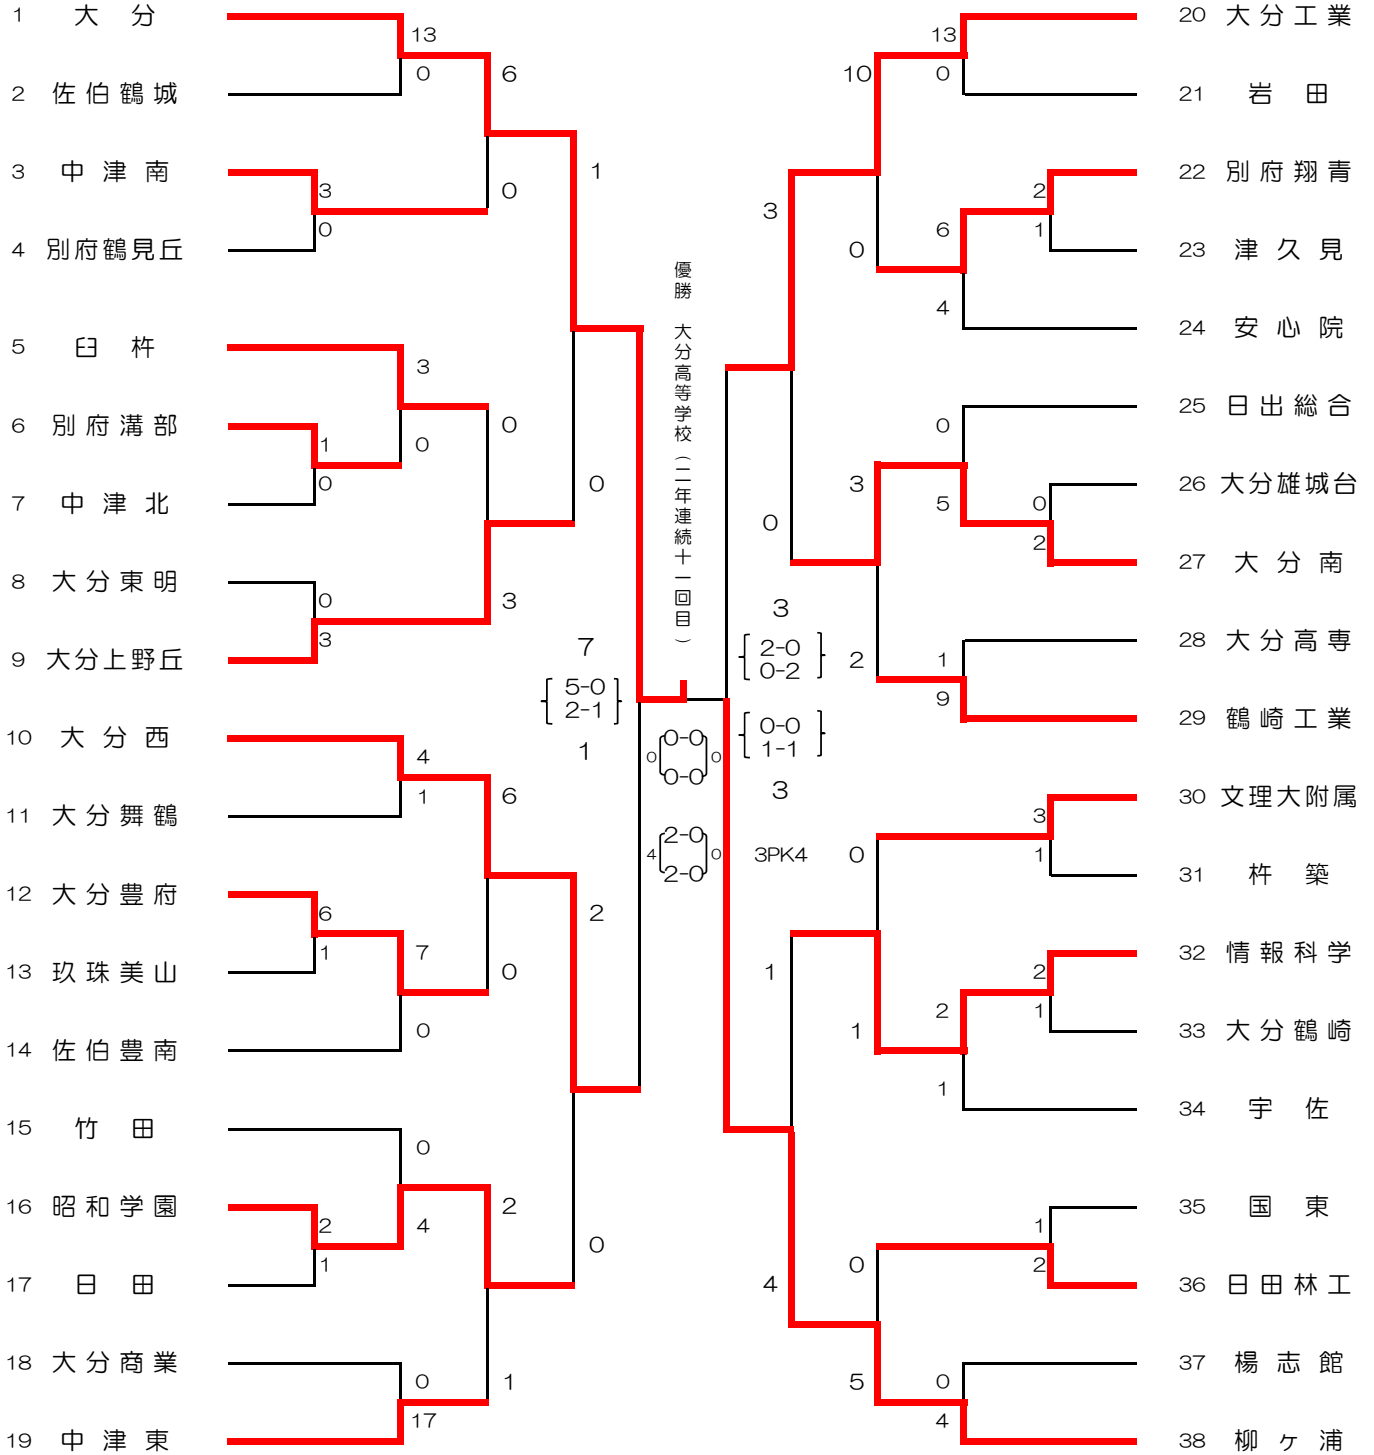 1 大分
2 佐伯鶴城
3 中津南
4 別府鶴見丘
5 臼杵
6 別府溝部
7 中津北
8 大分東明
9 大分上野丘
10 大分西
11 大分舞鶴
12 大分豊府
13 玖珠美山
14 佐伯豊南
15 竹田
16 昭和学園
17 日田
18 大分商業
19 中津東
13
0
3
0
3
1
0
0
0
3
4
1
6
1
7
0
0
2
1
4
0
17
6
0
0
3
6
0
2
1
1
0
2
0
7
5-0
2-1
1
優勝 大分高等学校（二年連続十一回目）
0 0-0 0
0-0
4 2-0 0
2-0
3
2-0
0-2
0-0
1-1
3
3PK4
3
0
1
4
10
0
3
2
0
1
0
5
13
0
2
1
6
4
0
0
5
2
1
9
3
1
2
2
1
1
1
2
0
4
20 大分工業
21 岩田
22 別府翔青
23 津久見
24 安心院
25 日出総合
26 大分雄城台
27 大分南
28 大分高専
29 鶴崎工業
30 文理大附属
31 杵築
32 情報科学
33 大分鶴崎
34 宇佐
35 国東
36 日田林工
37 楊志館
38 柳ヶ浦